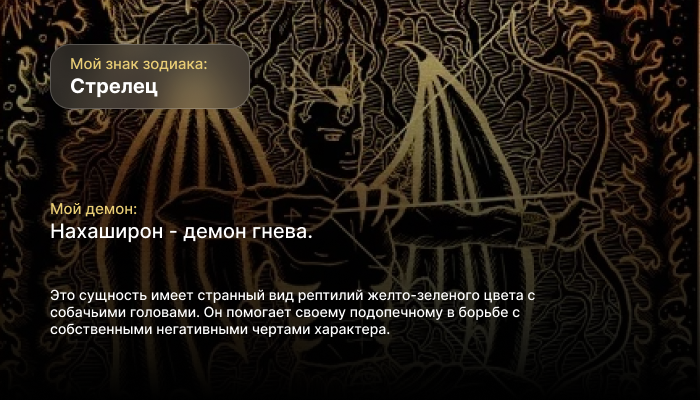 Мой знак зодиака:
Стрелец
Мой демон:
Нахаширон - демон гнева.
Это сущность имеет странный вид рептилий желто-зеленого цвета с
собачьими головами. Он помогает своему подопечному в борьбе с
собственными негативными чертами характера.